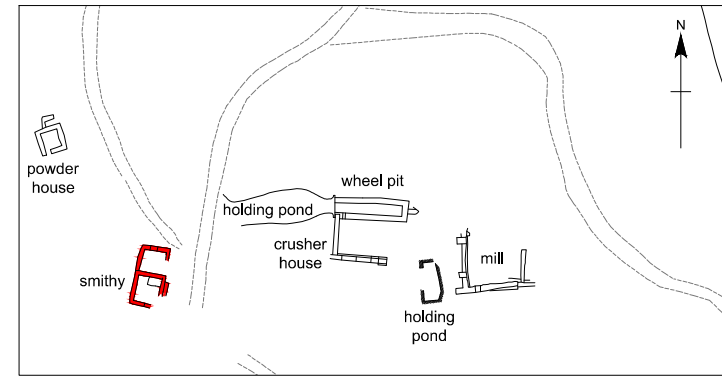 N
powder
house
wheel pit
holding pond
crusher
house
mill
smithy
holding
pond